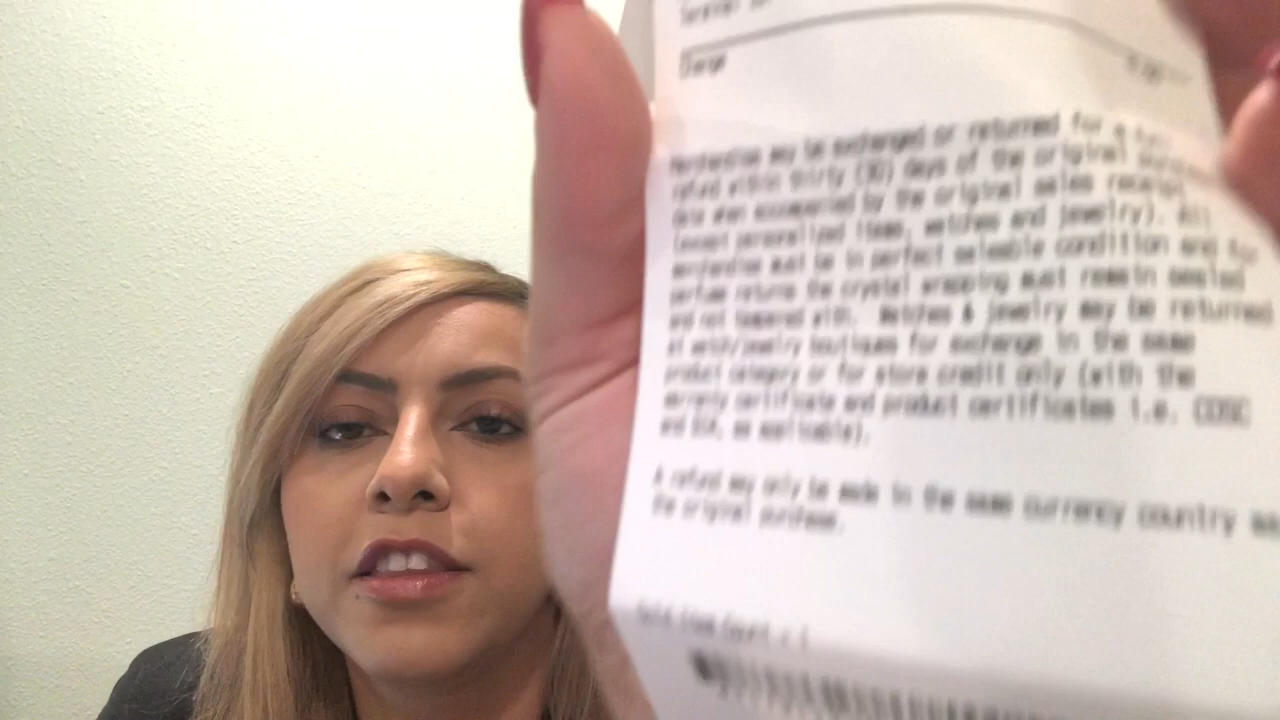 Change
Merchandise may be exchanged or returned for a
refund within thirty (30) days of the original
date when accompanied by the original sales receipt
(except personalized items, watches and jewelry). All
merchandise must be in perfect saleable condition and for
perfume returns the crystal wrapping must remain sealed
and not tampered with. Watches & jewelry may be returned
at watch/jewelry boutiques for exchange in the same
product category or for store credit only (with the
warranty certificate and product certificates i.e. COSC
and GIA, as applicable).
A refund may only be made in the same currency country as
the original purchase.
Sold Item Count =